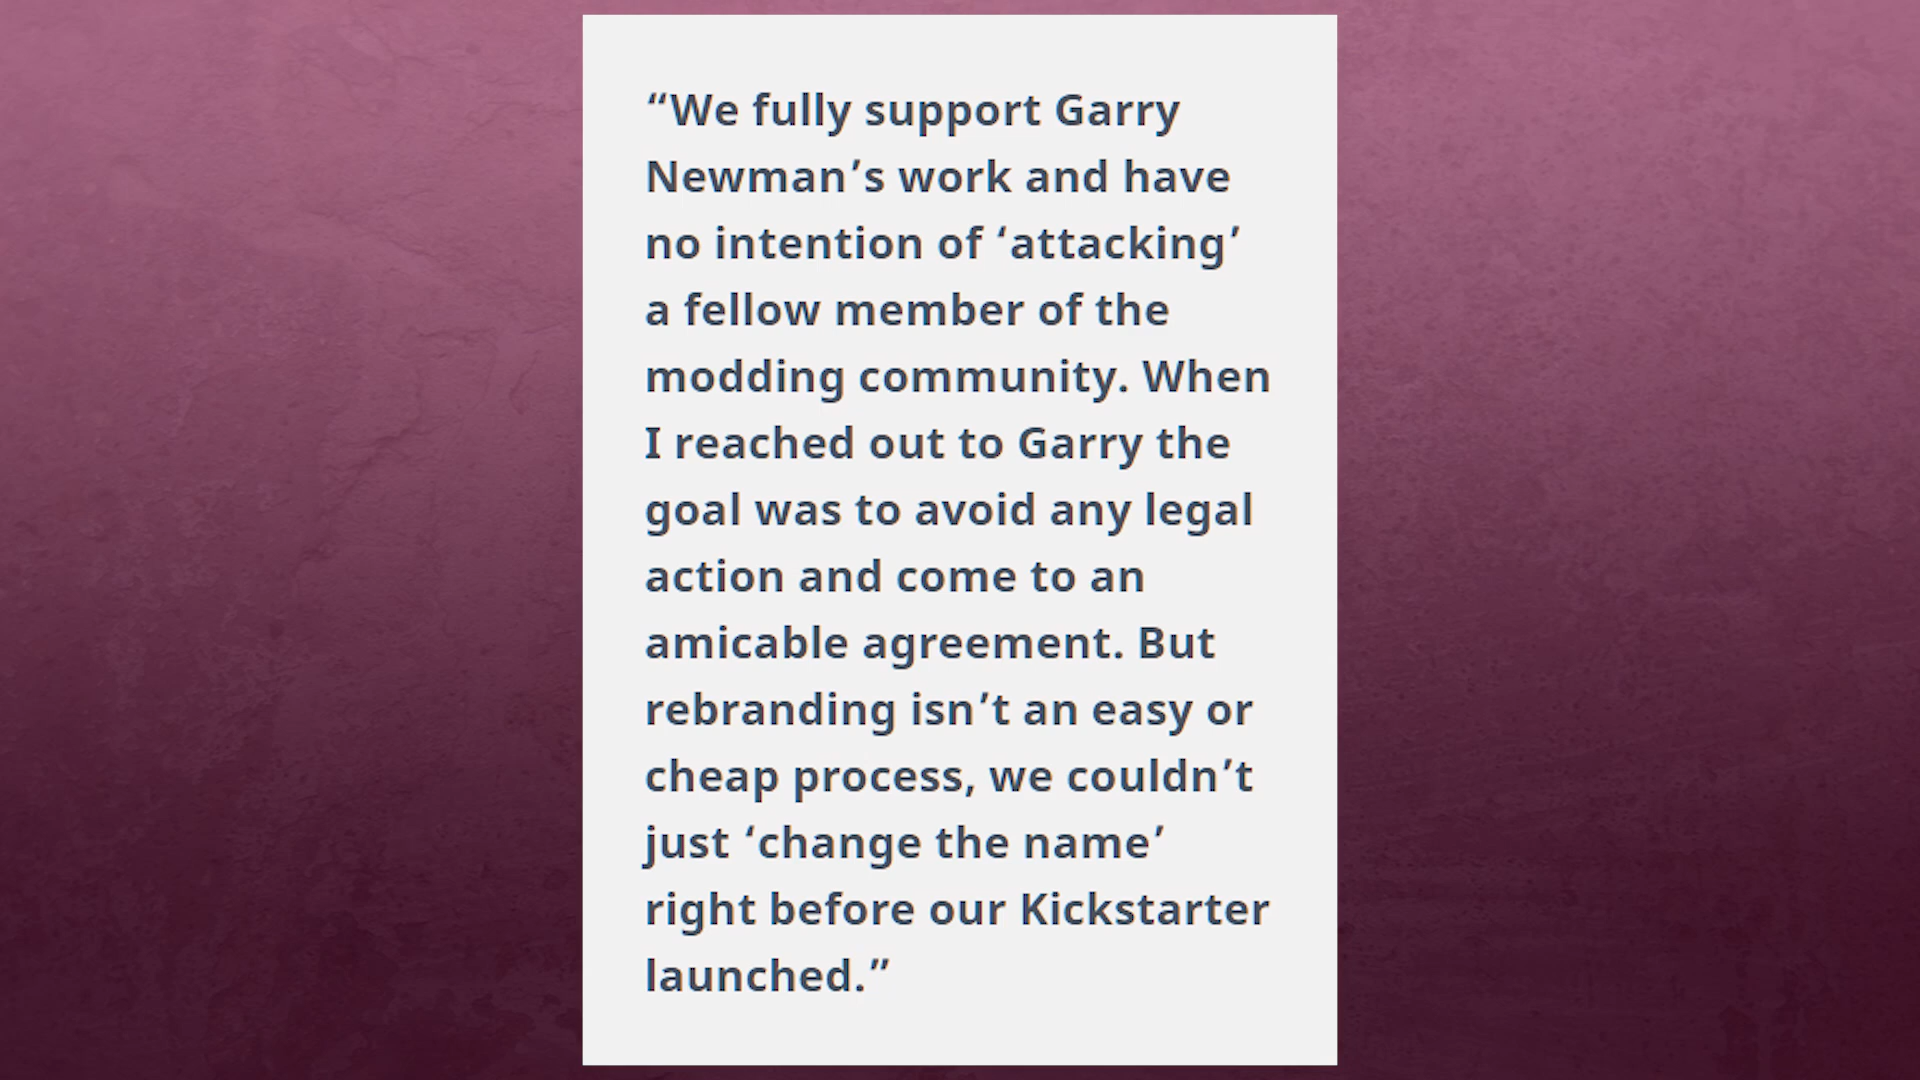 “We fully support Garry
Newman’s work and have
no intention of ‘attacking’
a fellow member of the
modding community. When
I reached out to Garry the
goal was to avoid any legal
action and come to an
amicable agreement. But
rebranding isn’t an easy or
cheap process, we couldn’t
just ‘change the name’
right before our Kickstarter
launched.”